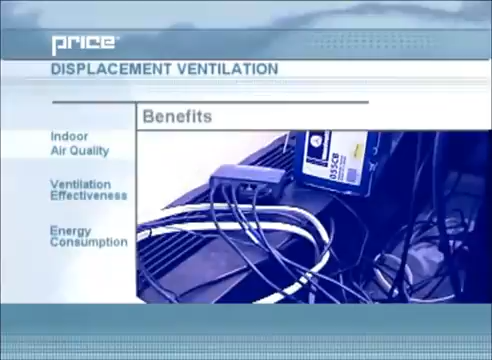 price
DISPLACEMENT VENTILATION
Benefits
Indoor
Air Quality
Ventilation
Effectiveness
Energy
Consumption